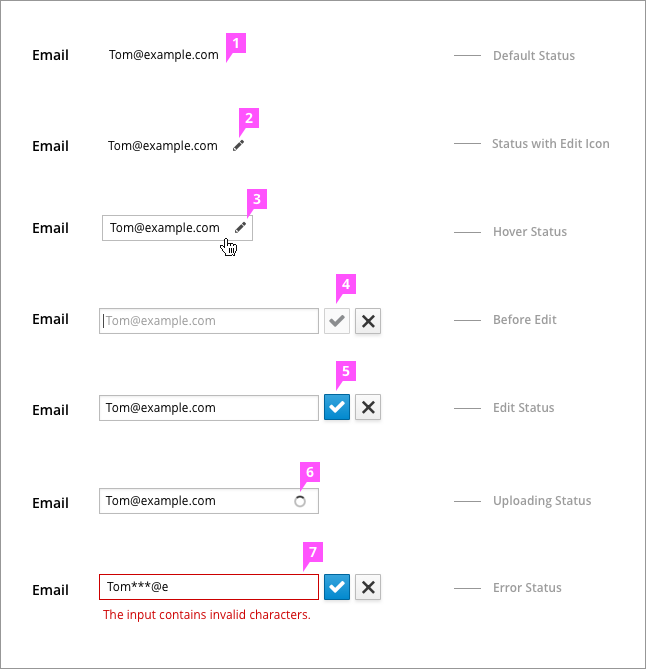 1
Email Tom@example.com Default Status
2
Email Tom@example.com Status with Edit Icon
3
Email Tom@example.com Hover Status
4
Email Tom@example.com Before Edit
5
Email Tom@example.com Edit Status
6
Email Tom@example.com Uploading Status
7
Email Tom***@e Error Status
The input contains invalid characters.